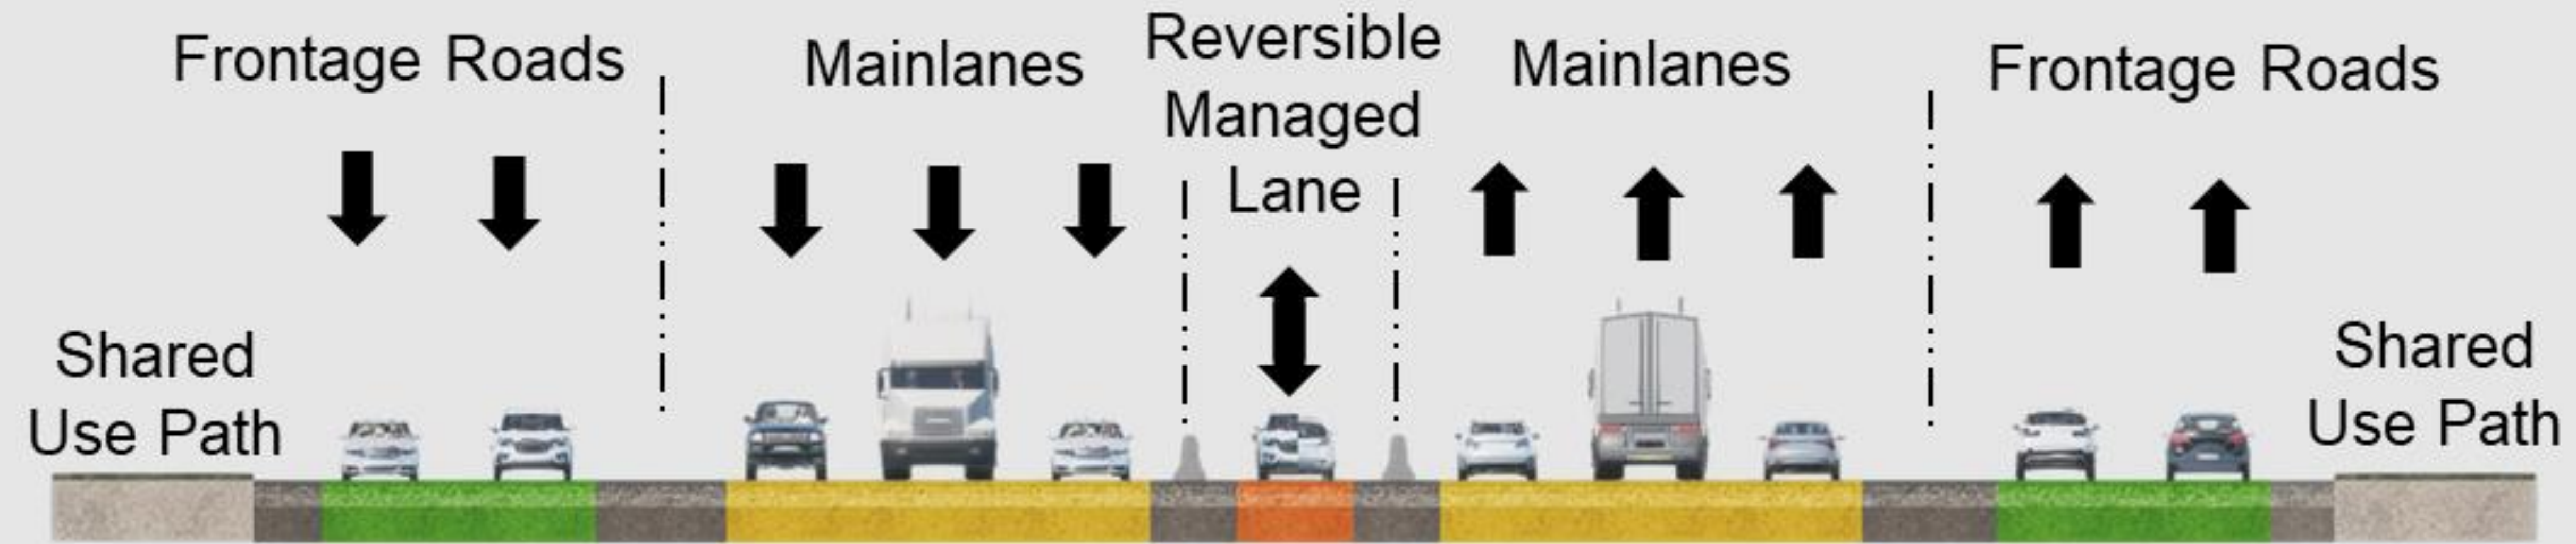 Frontage Roads
Mainlanes
Reversible
Managed
Lane
Mainlanes
Frontage Roads
Shared
Use Path
Shared
Use Path